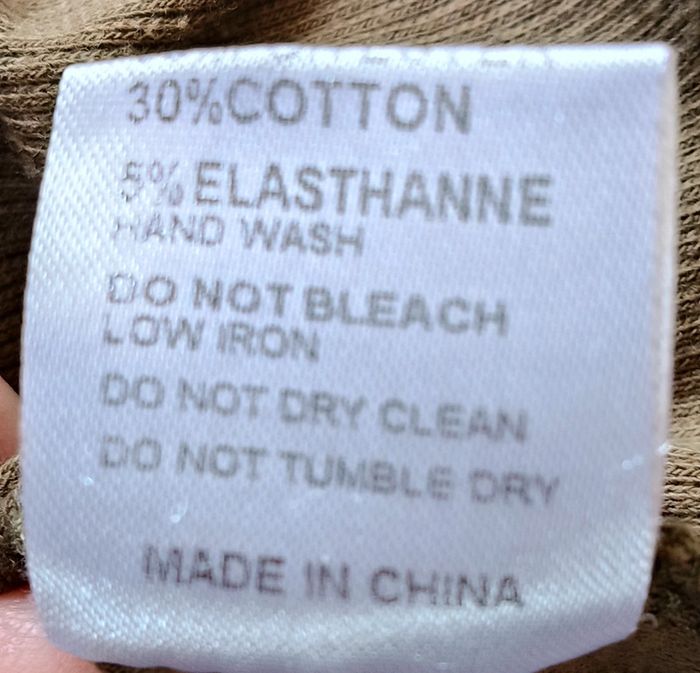 30%COTTON
5%ELASTHANNE
HAND WASH
DO NOT BLEACH
LOW IRON
DO NOT DRY CLEAN
DO NOT TUMBLE DRY
MADE IN CHINA